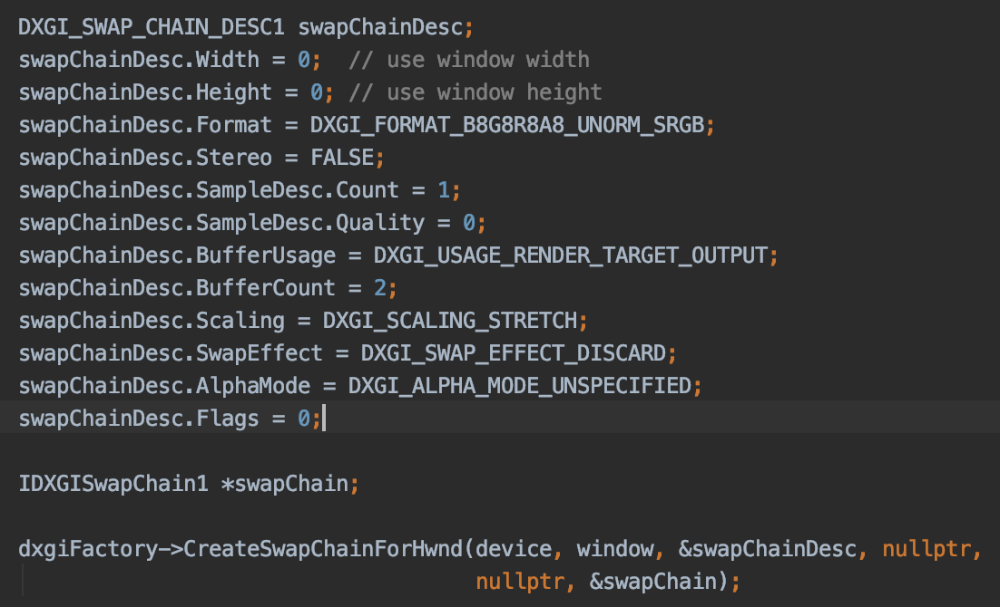 DXGI_SWAP_CHAIN_DESC1 swapChainDesc;
swapChainDesc.Width = 0;  // use window width
swapChainDesc.Height = 0; // use window height
swapChainDesc.Format = DXGI_FORMAT_B8G8R8A8_UNORM_SRGB;
swapChainDesc.Stereo = FALSE;
swapChainDesc.SampleDesc.Count = 1;
swapChainDesc.SampleDesc.Quality = 0;
swapChainDesc.BufferUsage = DXGI_USAGE_RENDER_TARGET_OUTPUT;
swapChainDesc.BufferCount = 2;
swapChainDesc.Scaling = DXGI_SCALING_STRETCH;
swapChainDesc.SwapEffect = DXGI_SWAP_EFFECT_DISCARD;
swapChainDesc.AlphaMode = DXGI_ALPHA_MODE_UNSPECIFIED;
swapChainDesc.Flags = 0;
IDXGISwapChain1 *swapChain;
dxgiFactory->CreateSwapChainForHwnd(device, window, &swapChainDesc, nullptr,
nullptr, &swapChain);